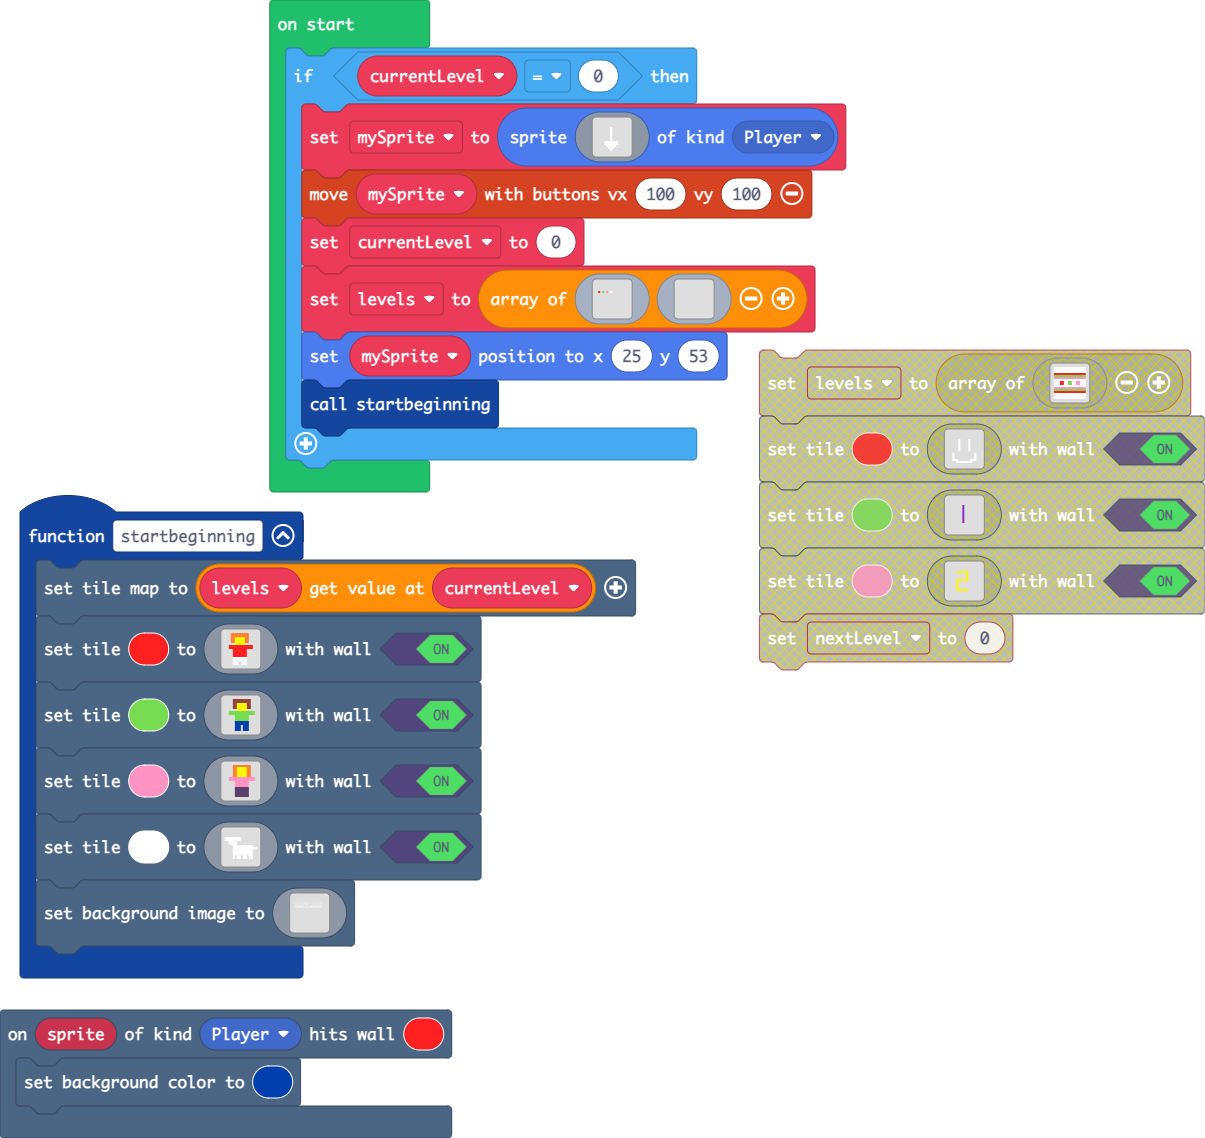 on start
if currentLevel = 0 then
set mySprite to sprite of kind Player
move mySprite with buttons vx 100 vy 100
set currentLevel to 0
set levels to array of
set mySprite position to x 25 y 53
call startbeginning
set levels to array of
set tile to with wall ON
set tile to with wall ON
set tile to 2 with wall ON
set nextLevel to 0
function startbeginning
set tile map to levels get value at currentLevel
set tile to with wall ON
set tile to with wall ON
set tile to with wall ON
set tile to with wall ON
set background image to
on sprite of kind Player hits wall
set background color to